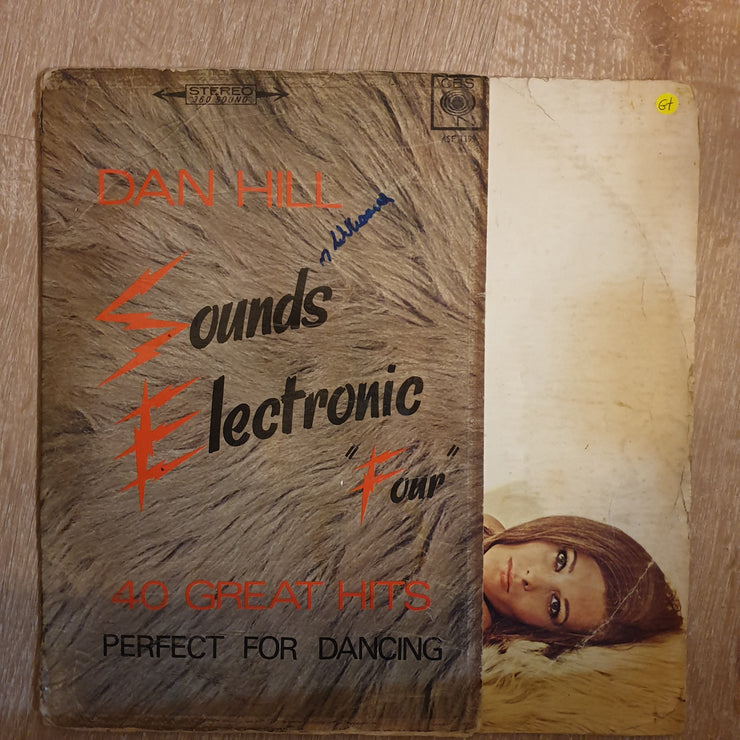 STEREO
360 SOUND
CBS
G+
DAN HILL
Sounds
Electronic
"Four"
40 GREAT HITS
PERFECT FOR DANCING